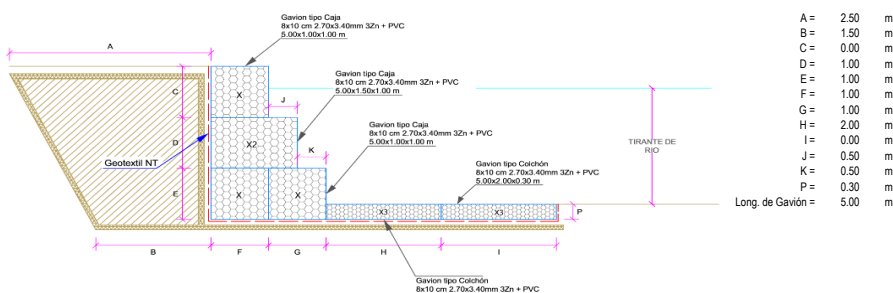 Gavion tipo Caja
8x10 cm 2.70x3.40mm 3Zn + PVC
5.00x1.00x1.00 m
A
Gavion tipo Caja
8x10 cm 2.70x3.40mm 3Zn + PVC
5.00x1.50x1.00 m
C
X
J
D
X2
K
Gavion tipo Caja
8x10 cm 2.70x3.40mm 3Zn + PVC
5.00x1.00x1.00 m
TIRANTE DE
RIO
Geotextil NT
Gavion tipo Colchón
8x10 cm 2.70x3.40mm 3Zn + PVC
5.00x2.00x0.30 m
E
X
X
X3
X3
P
B
F
G
H
I
Gavion tipo Colchón
8x10 cm 2.70x3.40mm 3Zn + PVC
A = 2.50 m
B = 1.50 m
C = 0.00 m
D = 1.00 m
E = 1.00 m
F = 1.00 m
G = 1.00 m
H = 2.00 m
I = 0.00 m
J = 0.50 m
K = 0.50 m
P = 0.30 m
Long. de Gavión = 5.00 m